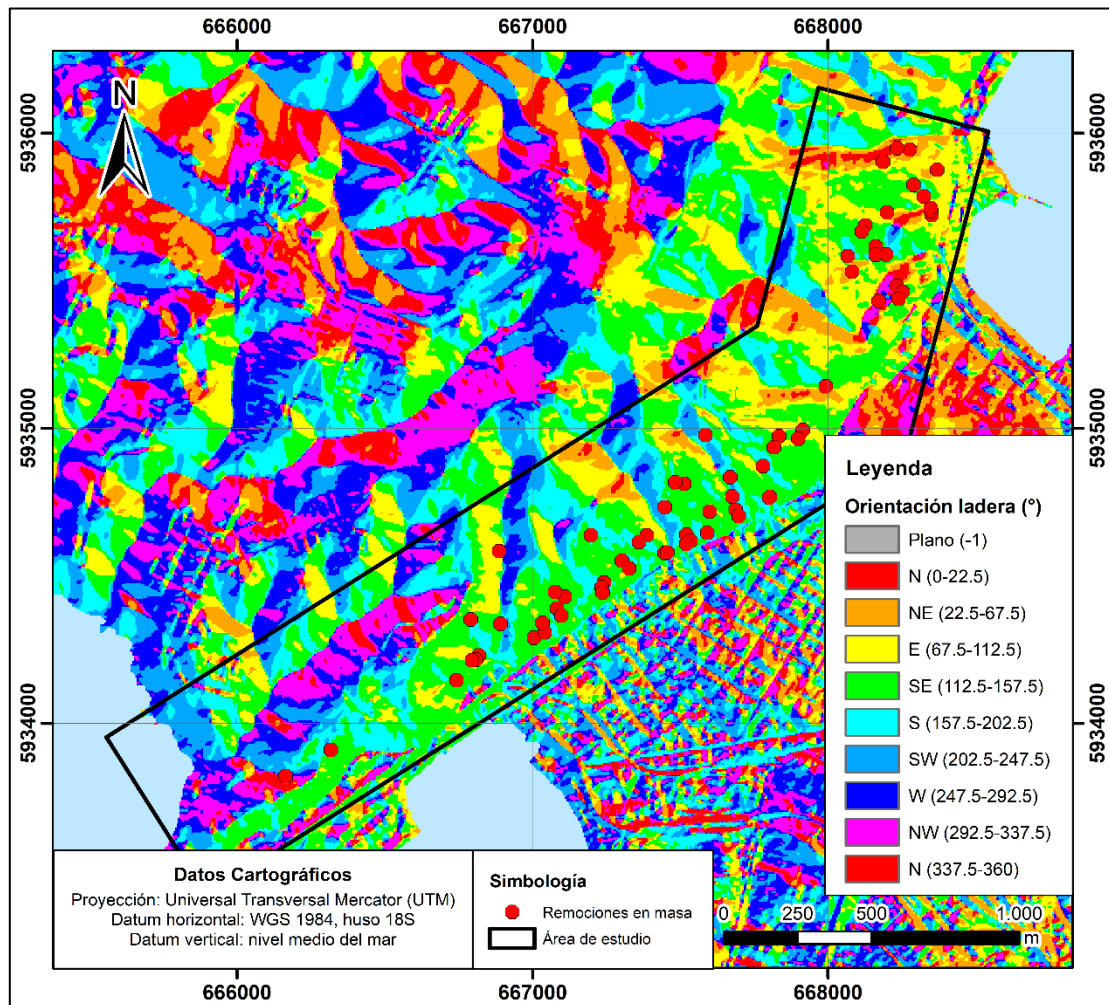 666000 667000 668000
N
5936000 5936000
5935000 5935000
5934000 5934000
Leyenda
Orientación ladera (°)
Plano (-1)
N (0-22.5)
NE (22.5-67.5)
E (67.5-112.5)
SE (112.5-157.5)
S (157.5-202.5)
SW (202.5-247.5)
W (247.5-292.5)
NW (292.5-337.5)
N (337.5-360)
Datos Cartográficos
Proyección: Universal Transversal Mercator (UTM)
Datum horizontal: WGS 1984, huso 18S
Datum vertical: nivel medio del mar
Simbología
Remociones en masa
Área de estudio
0 250 500 1.000
m
666000 667000 668000